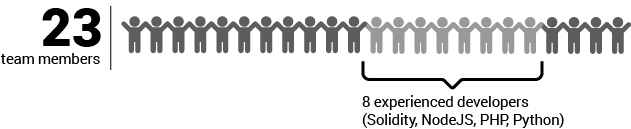 23
team members
8 experienced developers
(Solidity, NodeJS, PHP, Python)